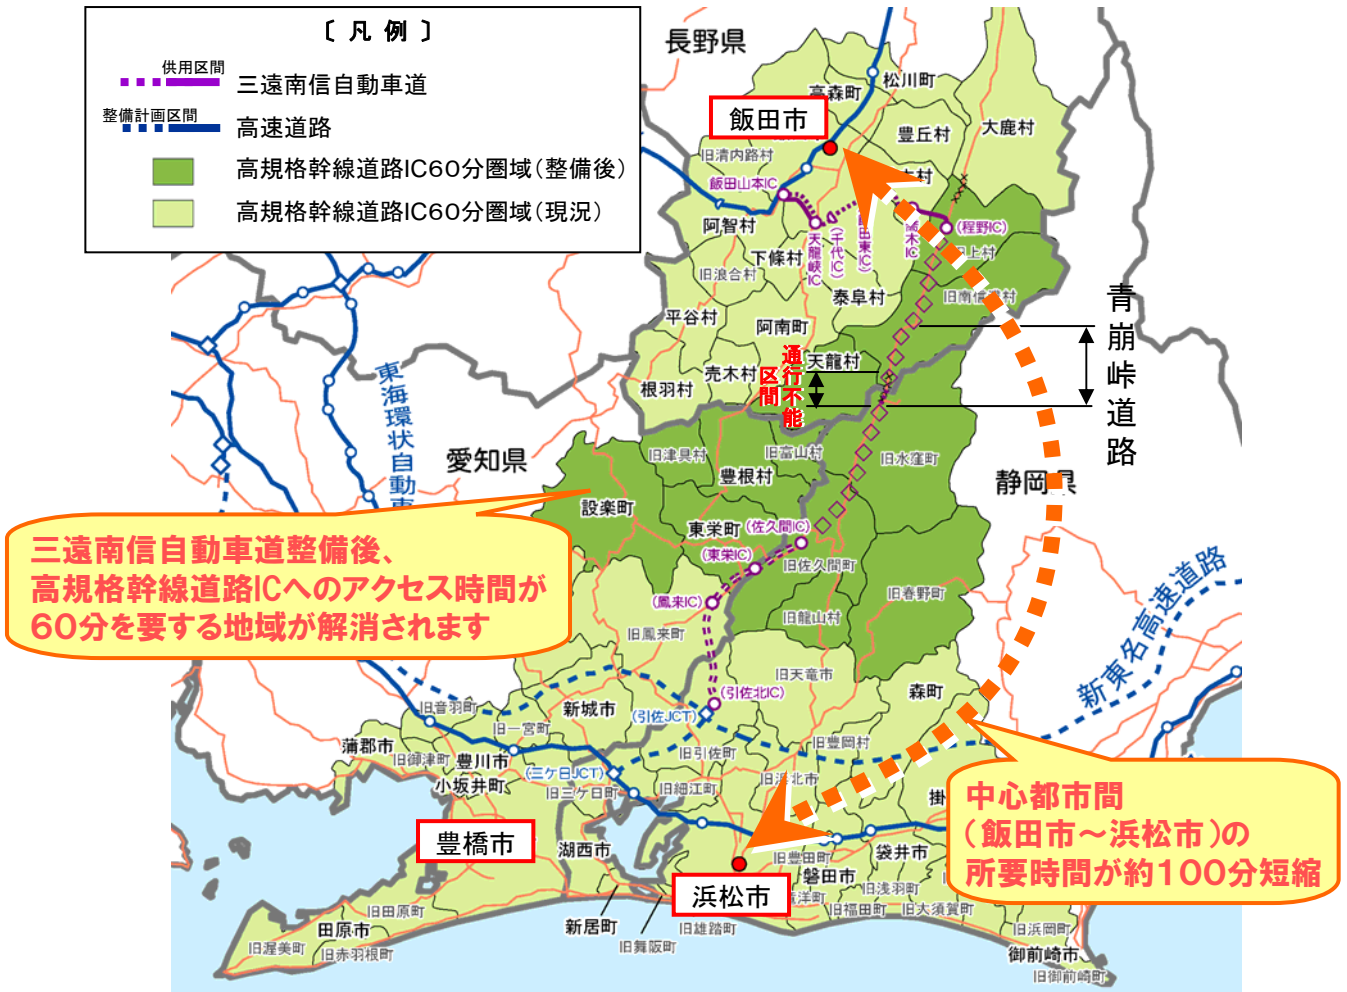 〔 凡 例 〕
供用区間
三遠南信自動車道
整備計画区間
高速道路
高規格幹線道路IC60分圏域(整備後)
高規格幹線道路IC60分圏域(現況)
長野県
松川町
高森町
飯田市
豊丘村
大鹿村
旧清内路村
飯田山本IC
阿智村
天龍峡IC
(千代IC)
(程野IC)
下條村
旧浪合村
泰阜村
平谷村
阿南町
天龍村
売木村
根羽村
通行不能
区間
青崩峠道路
東海環状自動車
愛知県
静岡県
旧津具村
旧富山村
豊根村
旧水窪町
設楽町
東栄町
(佐久間IC)
(東栄IC)
旧佐久間町
(鳳来IC)
旧春野町
旧龍山村
旧鳳来町
三遠南信自動車道整備後、
高規格幹線道路ICへのアクセス時間が
60分を要する地域が解消されます
新東名高速道路
旧天竜市
森町
(引佐北IC)
(引佐JCT)
旧音羽町
新城市
旧一宮町
旧引佐町
旧豊岡村
蒲郡市
旧御津町
豊川市
小坂井町
(三ケ日JCT)
旧三ケ日町
旧細江町
中心都市間
(飯田市～浜松市)の
所要時間が約100分短縮
豊橋市
湖西市
浜松市
旧豊田町
磐田市
袋井市
旧浅羽町
旧福田町
旧大須賀町
新居町
旧雄踏町
旧舞阪町
旧田原町
田原市
旧渥美町
旧赤羽根町
旧浜岡町
御前崎市
旧御前崎町